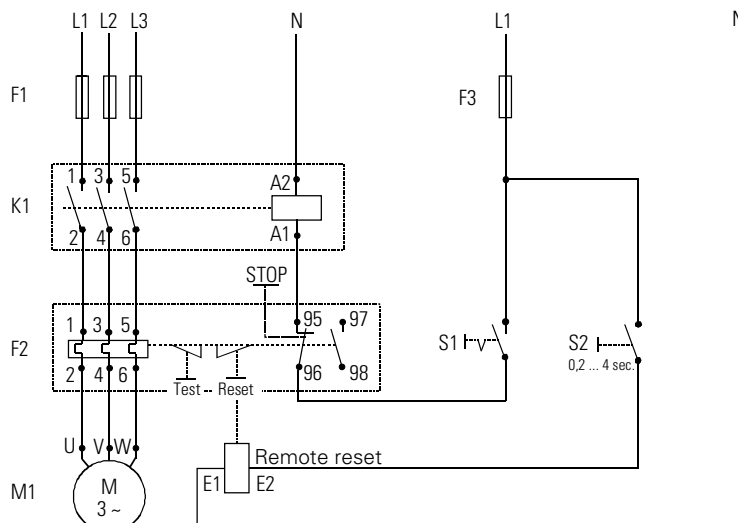 L1 L2 L3 N L1 N
F1 F3
1 3 5 A2
K1
2 4 6 A1
STOP
1 3 5 95 97
F2 S1 S2
0,2 ... 4 sec.
2 4 6 96 98
Test Reset
U V W
Remote reset
E1 E2
M1 M
3 ~